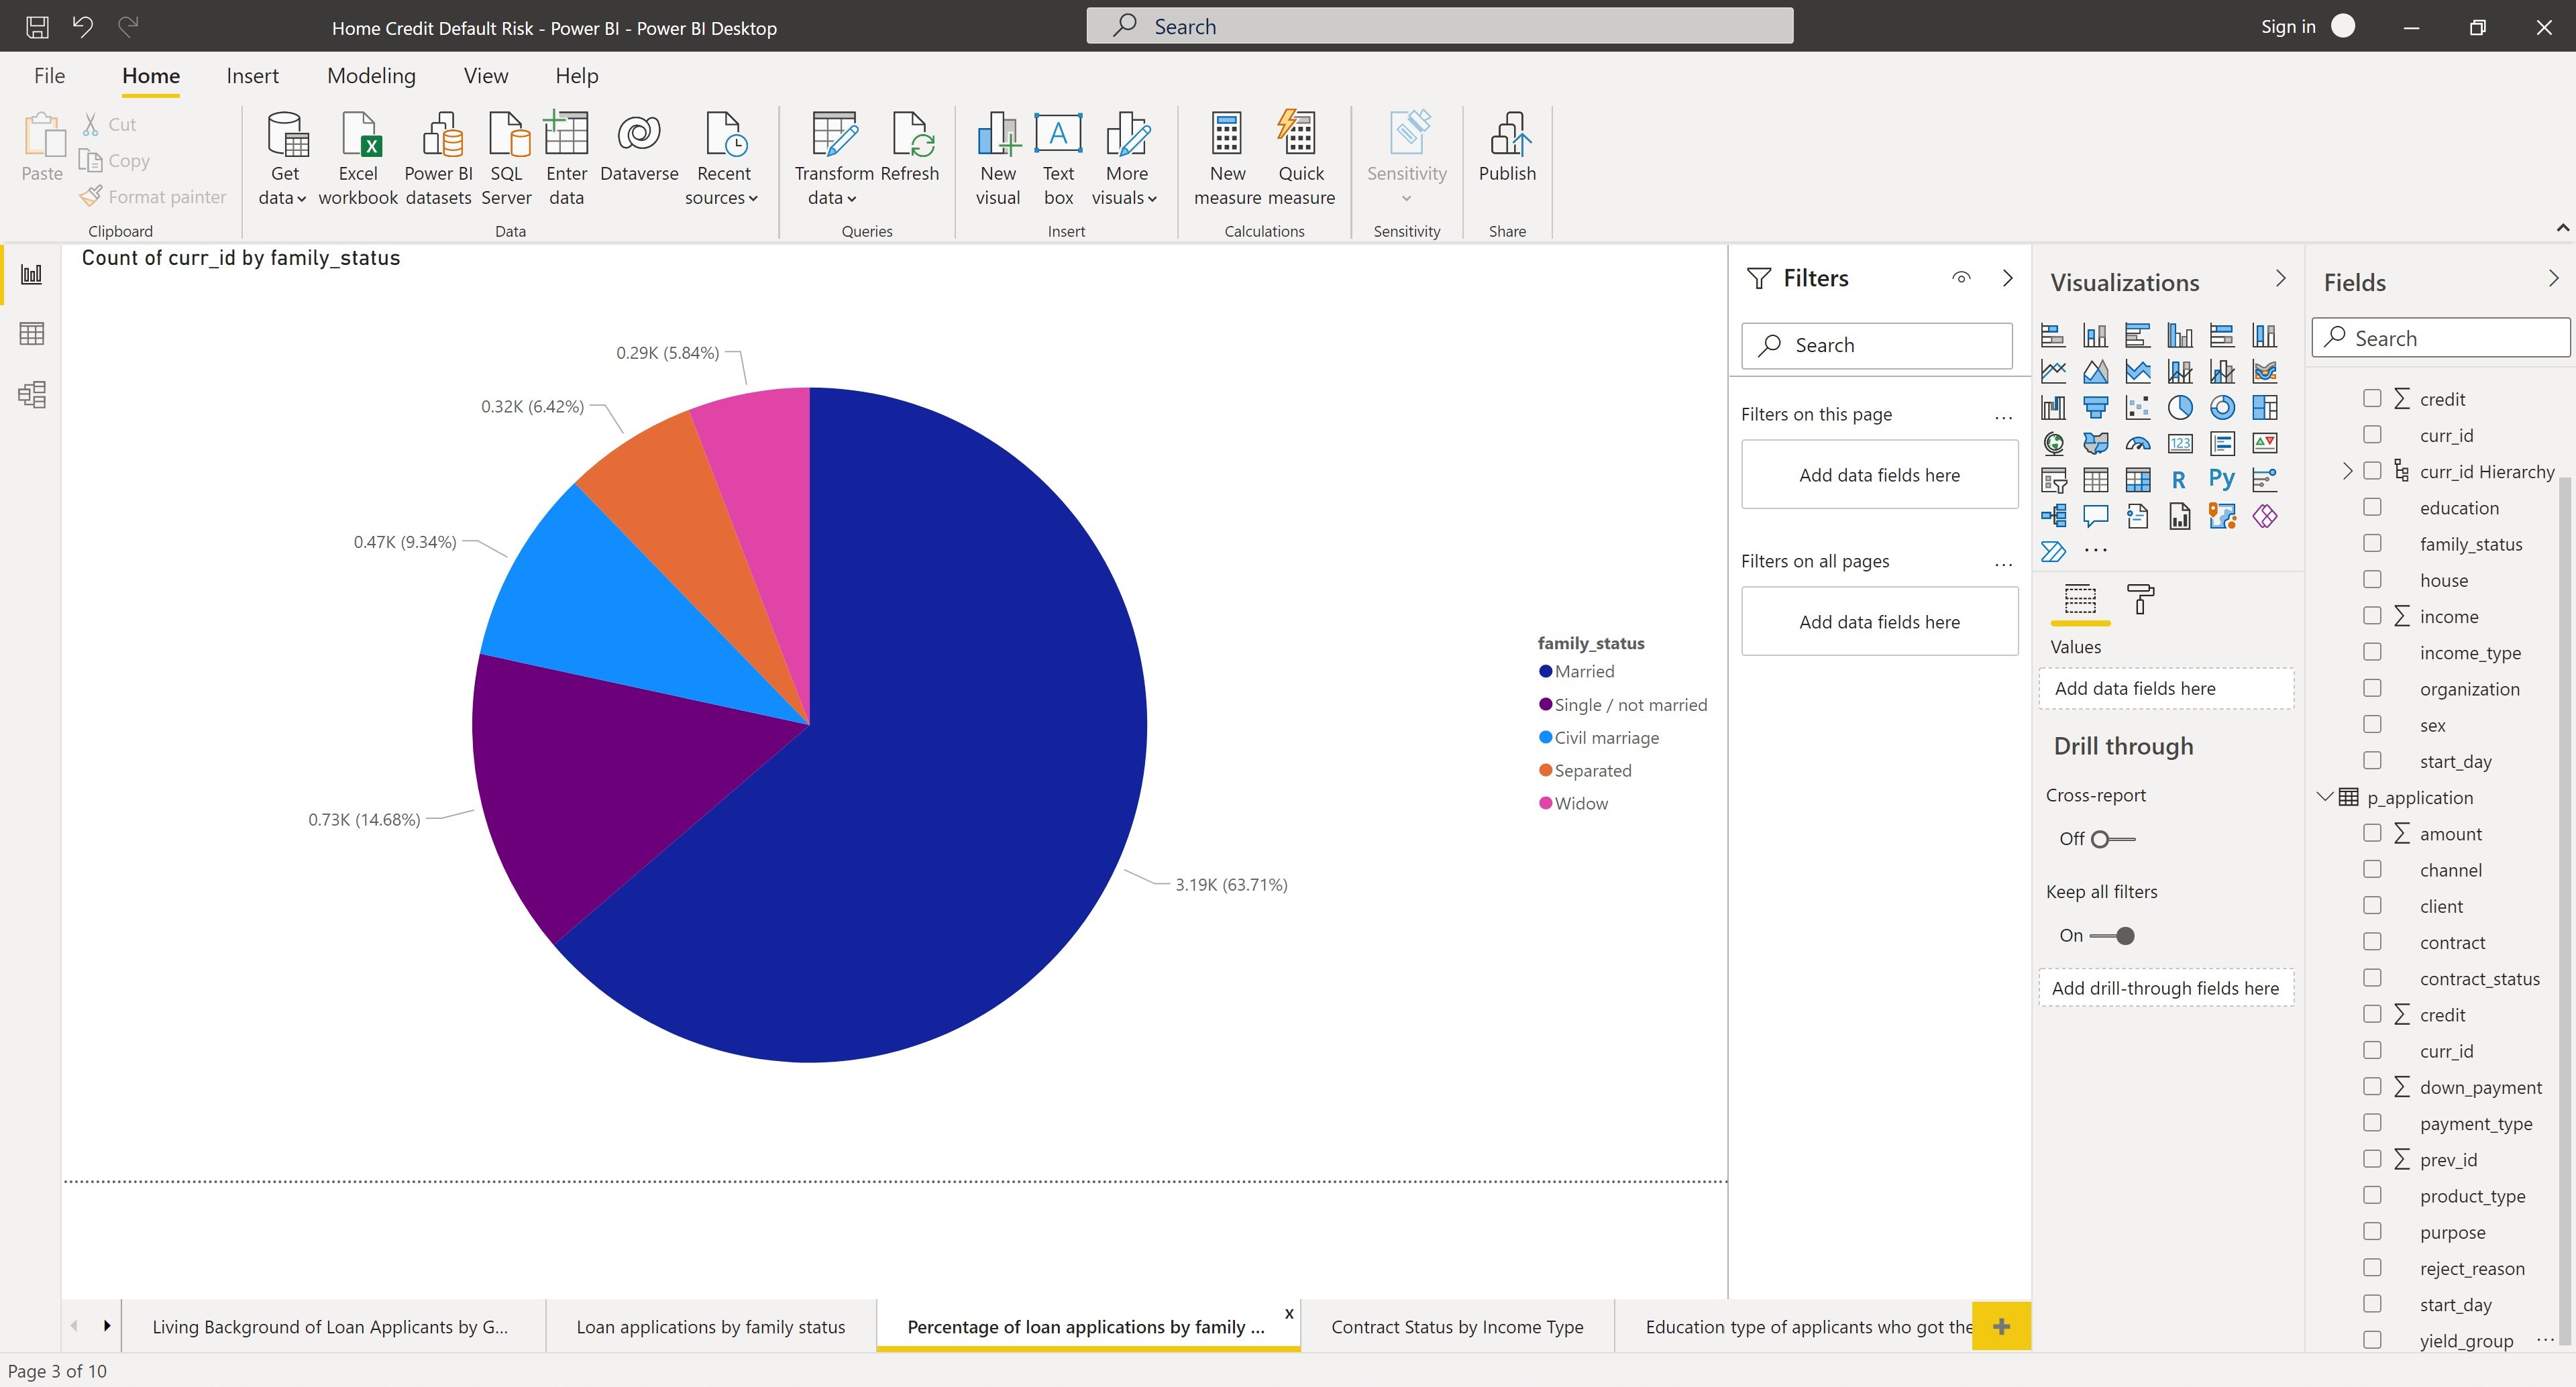 Home Credit Default Risk - Power BI - Power BI Desktop
Search
Sign in
File
Home
Insert
Modeling
View
Help
Paste
Cut
Copy
Format painter
Clipboard
Get data
Excel workbook
Power BI datasets
SQL Server
Enter data
Dataverse
Recent sources
Data
Transform data
Refresh
Queries
New visual
A
Text box
More visuals
Insert
New measure
Quick measure
Calculations
Sensitivity
Sensitivity
Publish
Share
Count of curr_id by family_status
0.29K (5.84%)
0.32K (6.42%)
0.47K (9.34%)
0.73K (14.68%)
3.19K (63.71%)
family_status
Married
Single / not married
Civil marriage
Separated
Widow
Filters
Search
Filters on this page
...
Add data fields here
Filters on all pages
...
Add data fields here
Visualizations
123
R
Py
...
Values
Add data fields here
Drill through
Cross-report
Off
Keep all filters
On
Add drill-through fields here
Fields
Search
Σ credit
curr_id
curr_id Hierarchy
education
family_status
house
Σ income
income_type
organization
sex
start_day
p_application
Σ amount
channel
client
contract
contract_status
Σ credit
curr_id
Σ down_payment
payment_type
Σ prev_id
product_type
purpose
reject_reason
start_day
yield_group ...
Living Background of Loan Applicants by G...
Loan applications by family status
Percentage of loan applications by family ...
x
Contract Status by Income Type
Education type of applicants who got the
+
Page 3 of 10